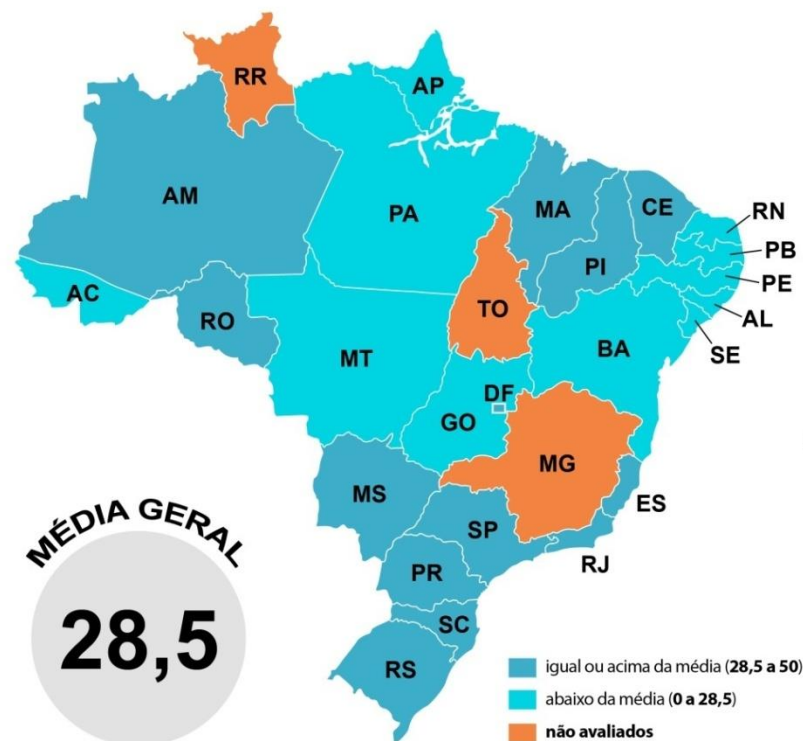 RR
AP
AM
PA
MA
CE
RN
PB
PI
PE
AC
TO
AL
RO
SE
BA
MT
DF
GO
MG
MS
ES
SP
RJ
PR
SC
RS
MÉDIA GERAL
28,5
igual ou acima da média (28,5 a 50)
abaixo da média (0 a 28,5)
não avaliados